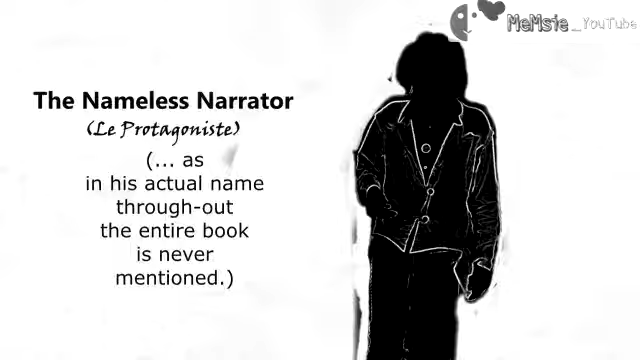 MeMsie_YouTube
The Nameless Narrator
(Le Protagoniste)
(... as
in his actual name
through-out
the entire book
is never
mentioned.)